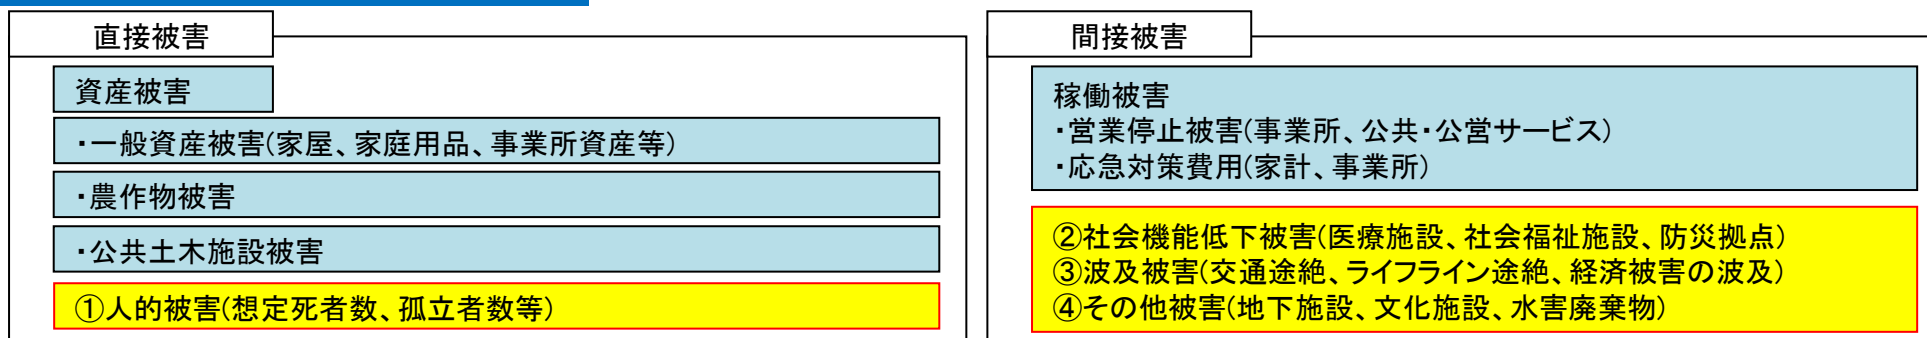 直接被害
資産被害
・一般資産被害(家屋、家庭用品、事業所資産等)
・農作物被害
・公共土木施設被害
①人的被害(想定死者数、孤立者数等)
間接被害
稼働被害
・営業停止被害(事業所、公共・公営サービス)
・応急対策費用(家計、事業所)
②社会機能低下被害(医療施設、社会福祉施設、防災拠点)
③波及被害(交通途絶、ライフライン途絶、経済被害の波及)
④その他被害(地下施設、文化施設、水害廃棄物)